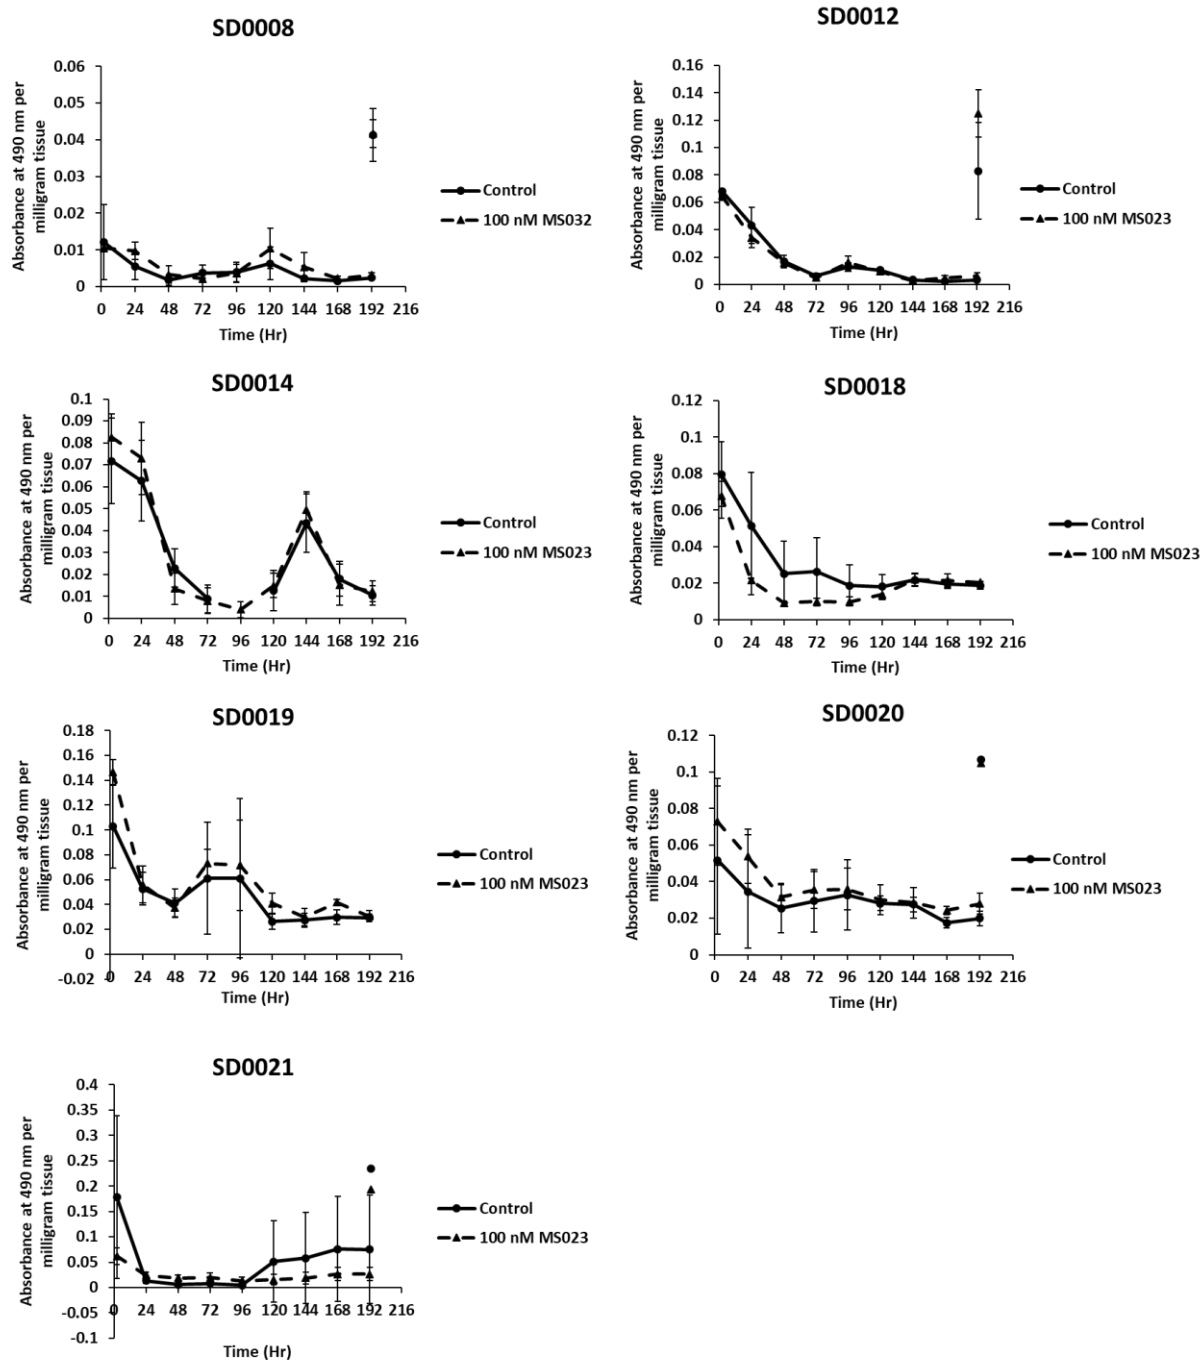 SD0008
Absorbance at 490 nm per
milligram tissue
0.06
0.05
0.04
0.03
0.02
0.01
0
0 24 48 72 96 120 144 168 192 216
Time (Hr)
Control
100 nM MS032
SD0012
Absorbance at 490 nm per
milligram tissue
0.16
0.14
0.12
0.1
0.08
0.06
0.04
0.02
0
0 24 48 72 96 120 144 168 192 216
Time (Hr)
Control
100 nM MS023
SD0014
Absorbance at 490 nm per
milligram tissue
0.1
0.09
0.08
0.07
0.06
0.05
0.04
0.03
0.02
0.01
0
0 24 48 72 96 120 144 168 192 216
Time (Hr)
Control
100 nM MS023
SD0018
Absorbance at 490 nm per
milligram tissue
0.12
0.1
0.08
0.06
0.04
0.02
0
0 24 48 72 96 120 144 168 192 216
Time (Hr)
Control
100 nM MS023
SD0019
Absorbance at 490 nm per
milligram tissue
0.18
0.16
0.14
0.12
0.1
0.08
0.06
0.04
0.02
0
-0.02
0 24 48 72 96 120 144 168 192 216
Time (Hr)
Control
100 nM MS023
SD0020
Absorbance at 490 nm per
milligram tissue
0.12
0.1
0.08
0.06
0.04
0.02
0
0 24 48 72 96 120 144 168 192 216
Time (Hr)
Control
100 nM MS023
SD0021
Absorbance at 490 nm per
milligram tissue
0.4
0.35
0.3
0.25
0.2
0.15
0.1
0.05
0
-0.05
-0.1
0 24 48 72 96 120 144 168 192 216
Time (Hr)
Control
100 nM MS023